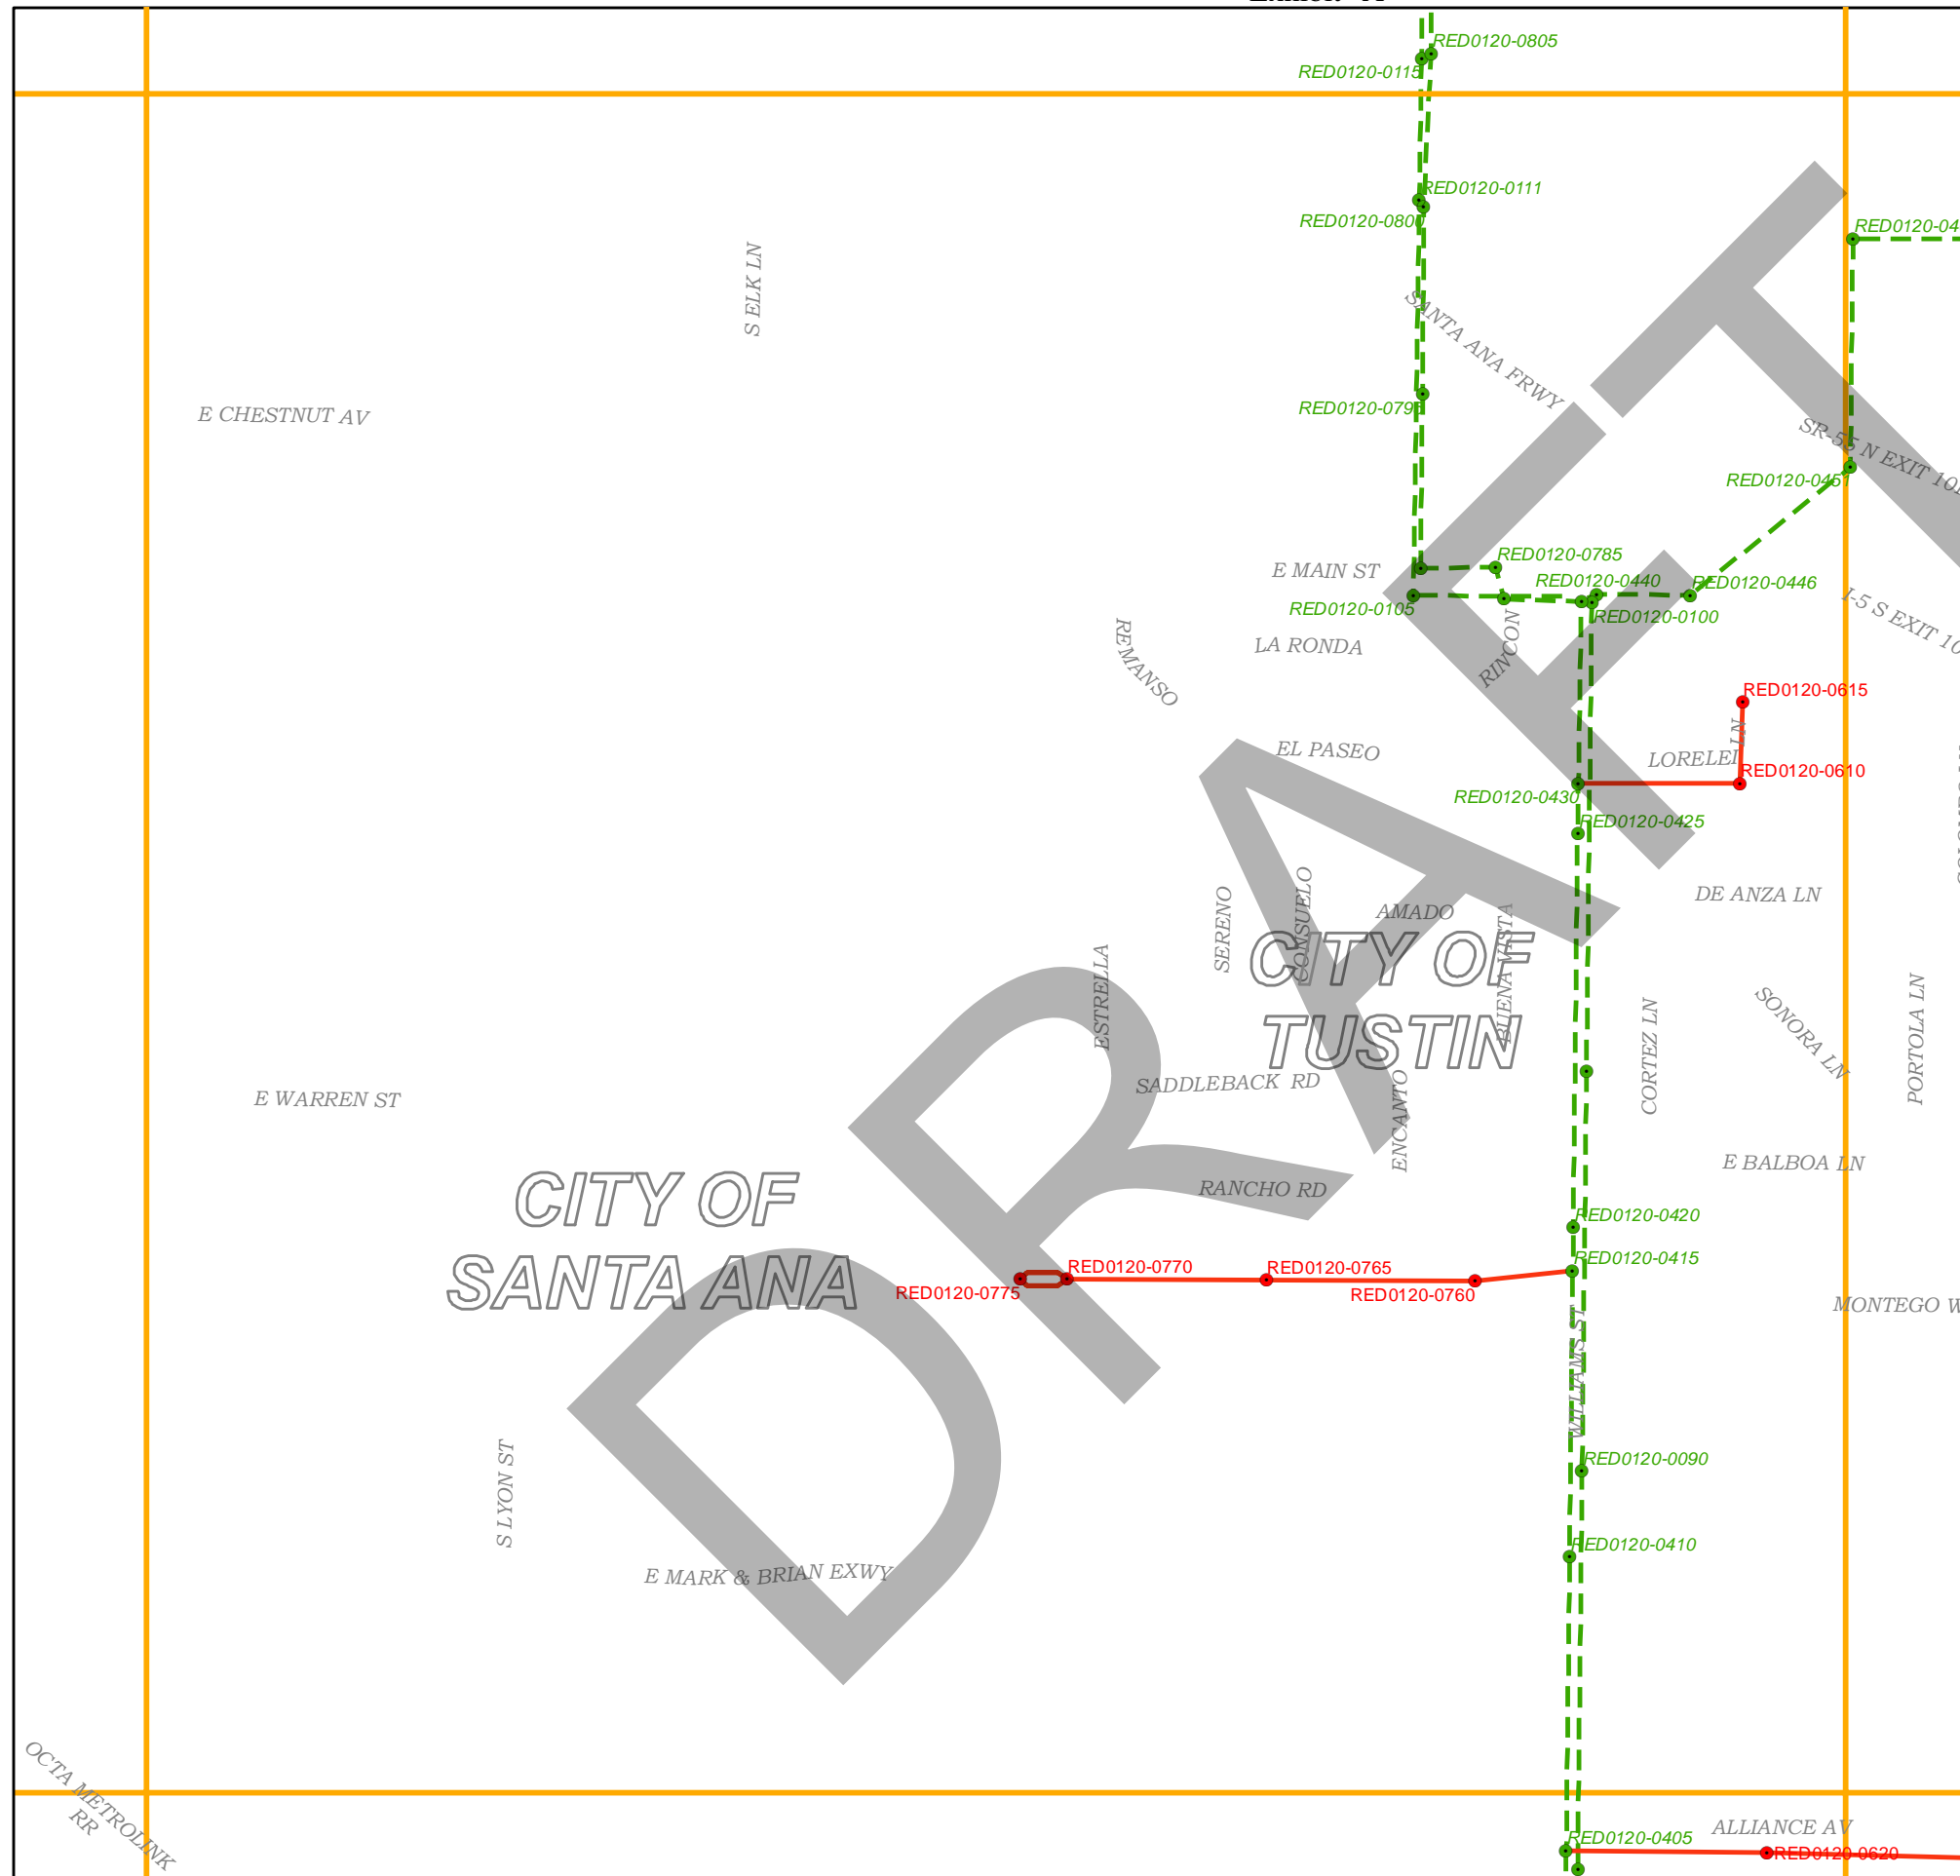 RED0120-0805
RED0120-0115
RED0120-0111
RED0120-0800
S ELK LN
SANTA ANA FRWY
E CHESTNUT AV
RED0120-0795
SR-55 N EXIT
RED0120-0451
E MAIN ST
RED0120-0785
RED0120-0440
RED0120-0446
RED0120-0105
RED0120-0100
I-5 S EXIT
REMANSO
LA RONDA
RINCON
RED0120-0615
EL PASEO
LORELEI LN
RED0120-0610
RED0120-0430
RED0120-0425
DE ANZA LN
SERENO
CONSUELO
AMADO
BUENA VISTA
CITY OF
TUSTIN
ESTRELLA
CORTEZ LN
SONORA LN
PORTOLA LN
SADDLEBACK RD
ENCANTO
E WARREN ST
E BALBOA LN
RANCHO RD
CITY OF
SANTA ANA
RED0120-0420
RED0120-0415
RED0120-0770
RED0120-0765
RED0120-0775
RED0120-0760
MONTEGO
WILLIAMS ST
DRAFT
S LYON ST
RED0120-0090
RED0120-0410
E MARK & BRIAN EXWY
OCTA METROLINK
RR
ALLIANCE AV
RED0120-0405
RED0120-0620